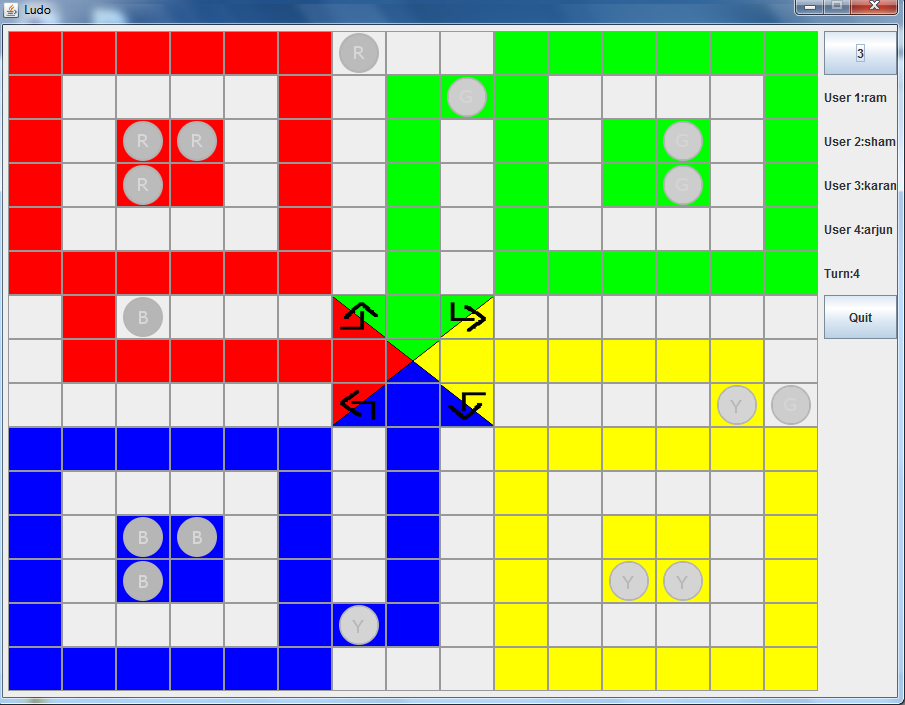 Ludo
R
3
G
User 1:ram
R R
G
User 2:sham
R
G
User 3:karan
User 4:arjun
Turn:4
B
Quit
Y G
B B
B
Y Y
Y